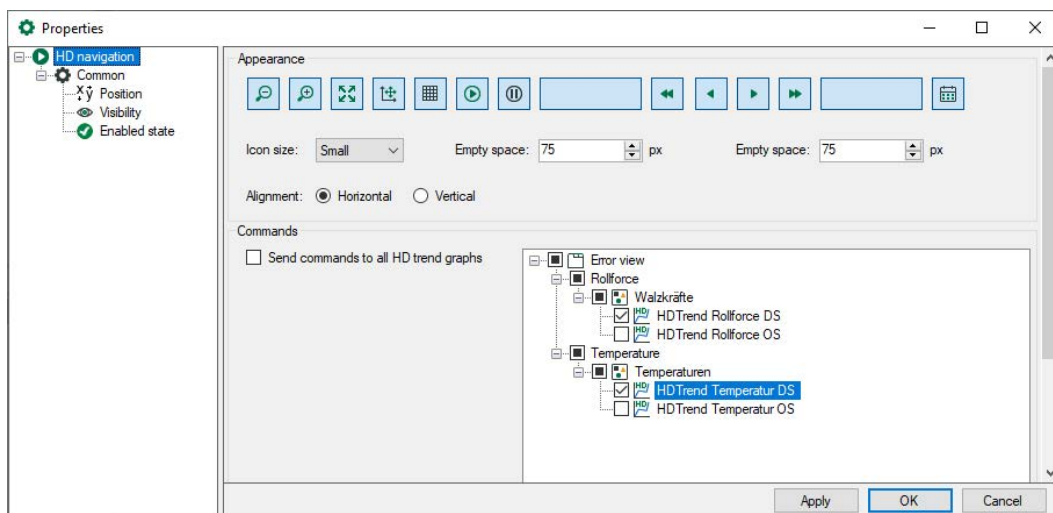 Properties
HD navigation
Common
Position
Visibility
Enabled state
Appearance
Icon size: Small Empty space: 75 px Empty space: 75 px
Alignment: Horizontal Vertical
Commands
Send commands to all HD trend graphs
Error view
Rollforce
Walzkräfte
HDTrend Rollforce DS
HDTrend Rollforce OS
Temperature
Temperaturen
HDTrend Temperatur DS
HDTrend Temperatur OS
Apply OK Cancel